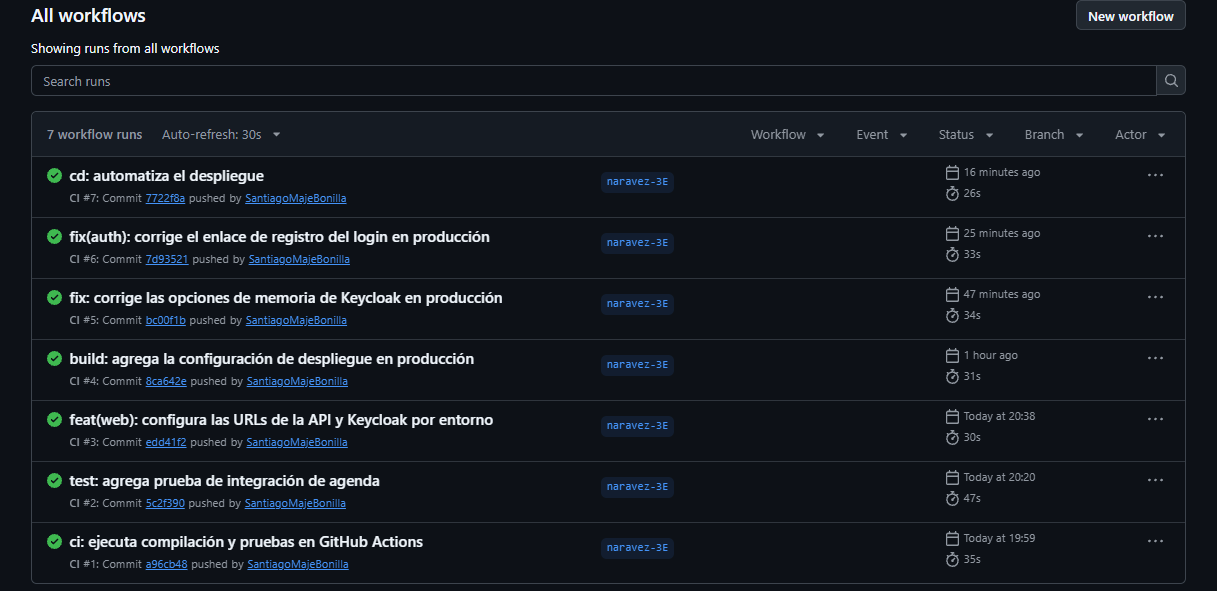 All workflows
New workflow
Showing runs from all workflows
Search runs
7 workflow runs Auto-refresh: 30s Workflow Event Status Branch Actor
cd: automatiza el despliegue
naravez-3E
16 minutes ago
CI #7: Commit 7722f8a pushed by SantiagoMajeBonilla
26s
fix(auth): corrige el enlace de registro del login en producción
naravez-3E
25 minutes ago
CI #6: Commit 7d93521 pushed by SantiagoMajeBonilla
33s
fix: corrige las opciones de memoria de Keycloak en producción
naravez-3E
47 minutes ago
CI #5: Commit bc00f1b pushed by SantiagoMajeBonilla
34s
build: agrega la configuración de despliegue en producción
naravez-3E
1 hour ago
CI #4: Commit 8ca642e pushed by SantiagoMajeBonilla
31s
feat(web): configura las URLs de la API y Keycloak por entorno
naravez-3E
Today at 20:38
CI #3: Commit edd41f2 pushed by SantiagoMajeBonilla
30s
test: agrega prueba de integración de agenda
naravez-3E
Today at 20:20
CI #2: Commit 5c2f390 pushed by SantiagoMajeBonilla
47s
ci: ejecuta compilación y pruebas en GitHub Actions
naravez-3E
Today at 19:59
CI #1: Commit a96cb48 pushed by SantiagoMajeBonilla
35s